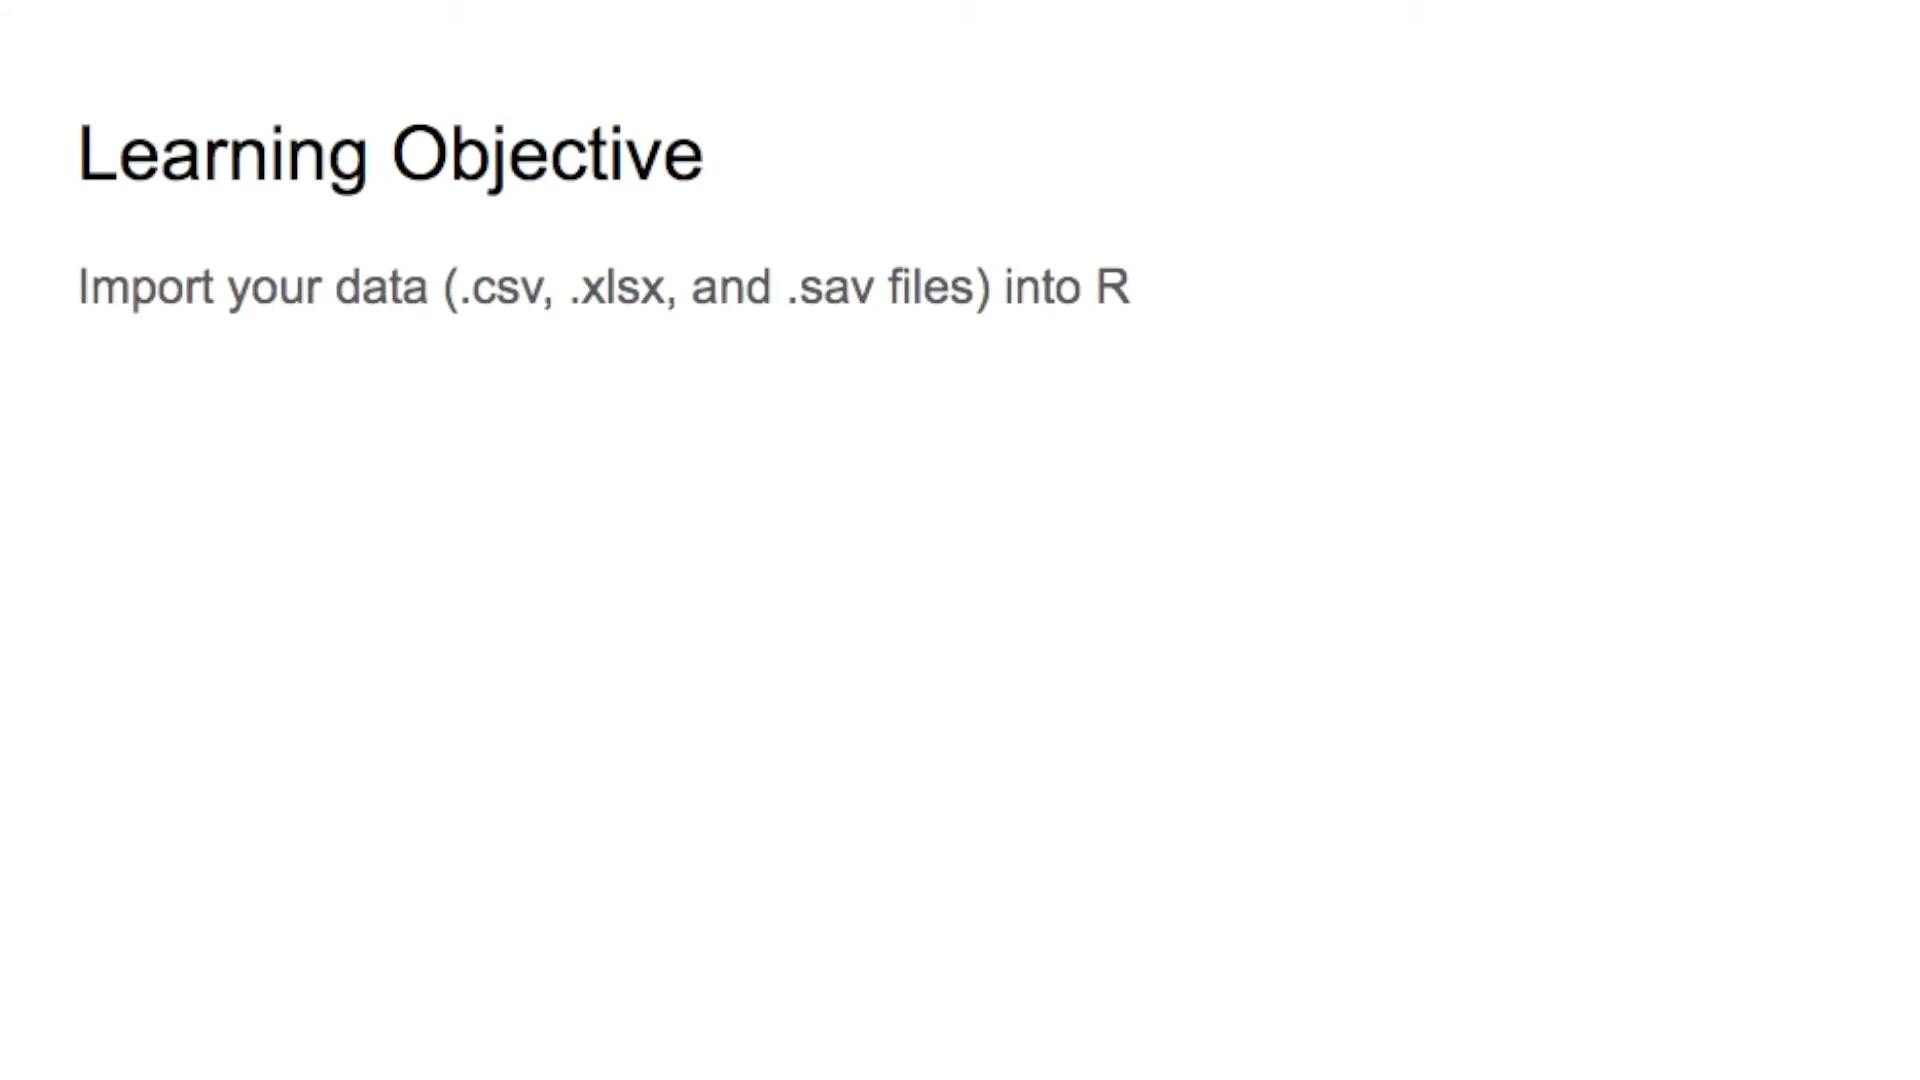 Learning Objective
Import your data (.csv, .xlsx, and .sav files) into R